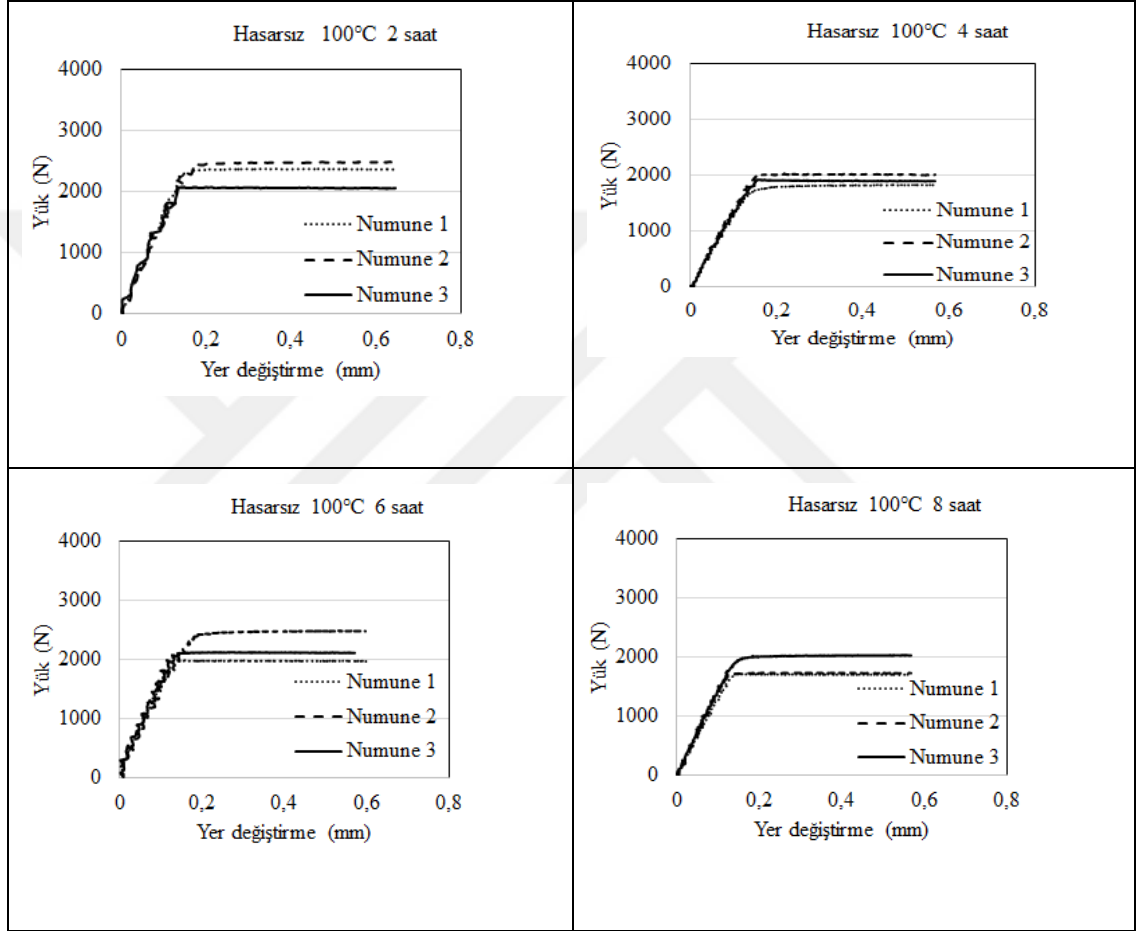 Hasarsız 100°C 2 saat
4000
3000
2000
1000
0
Yük (N)
Numune 1
Numune 2
Numune 3
0 0,2 0,4 0,6 0,8
Yer değiştirme (mm)
Hasarsız 100°C 4 saat
4000
3000
2000
1000
0
Yük (N)
Numune 1
Numune 2
Numune 3
0 0,2 0,4 0,6 0,8
Yer değiştirme (mm)
Hasarsız 100°C 6 saat
4000
3000
2000
1000
0
Yük (N)
Numune 1
Numune 2
Numune 3
0 0,2 0,4 0,6 0,8
Yer değiştirme (mm)
Hasarsız 100°C 8 saat
4000
3000
2000
1000
0
Yük (N)
Numune 1
Numune 2
Numune 3
0 0,2 0,4 0,6 0,8
Yer değiştirme (mm)